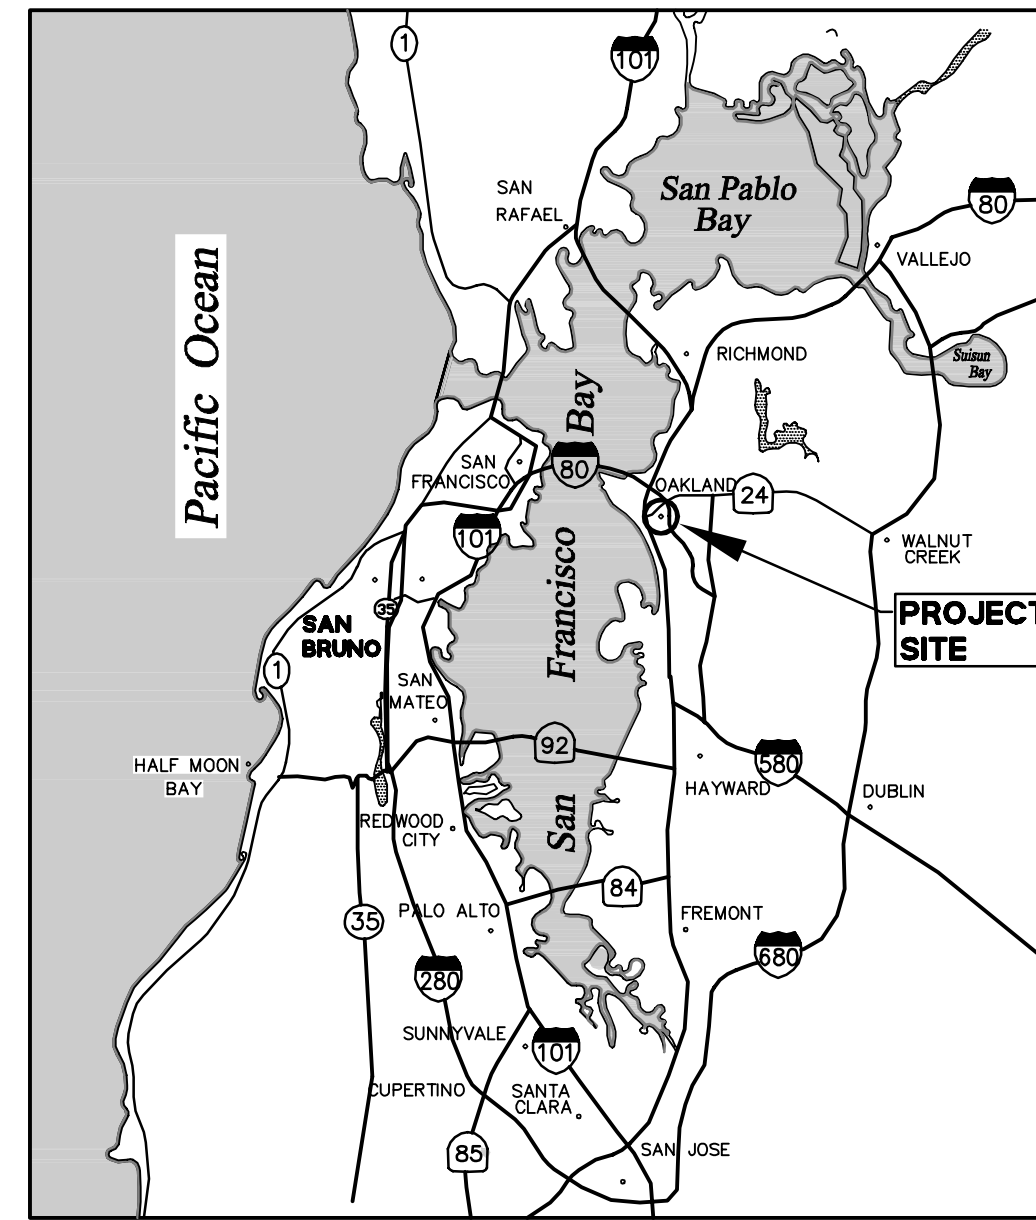 1
101
SAN
RAFAEL
San Pablo
Bay
80
VALLEJO
Pacific Ocean
RICHMOND
Suisun
Bay
San Francisco Bay
SAN
FRANCISCO
80
OAKLAND
24
101
WALNUT
CREEK
35
SAN
BRUNO
PROJECT
SITE
1
SAN
MATEO
92
HALF MOON
BAY
580
HAYWARD
DUBLIN
REDWOOD
CITY
84
PALO ALTO
35
FREMONT
680
280
SUNNYVALE
101
CUPERTINO
SANTA
CLARA
85
SAN JOSE